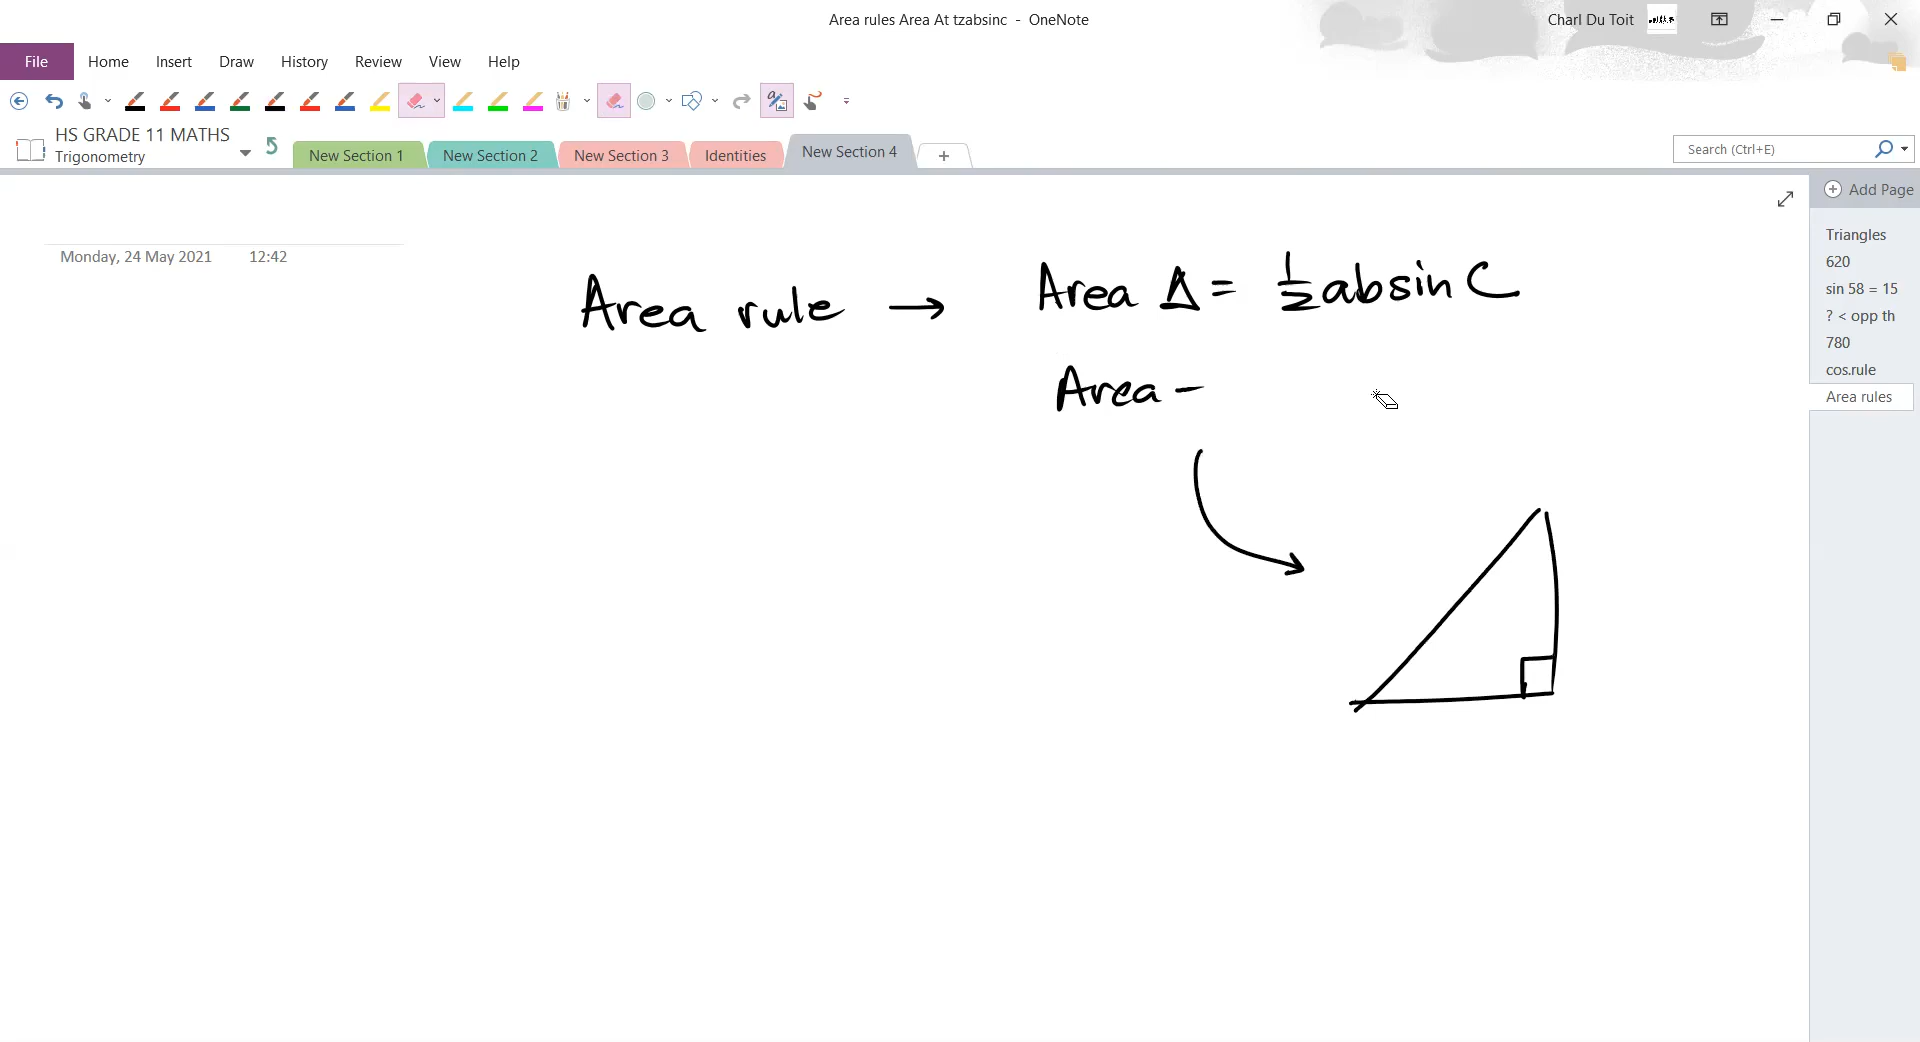 Area rules Area At tzabsinc - OneNote
Charl Du Toit
File Home Insert Draw History Review View Help
HS GRADE 11 MATHS
Trigonometry
New Section 1 New Section 2 New Section 3 Identities New Section 4 +
Search (Ctrl+E)
Add Page
Triangles
620
sin 58 = 15
? < opp th
780
cos.rule
Area rules
Monday, 24 May 2021 12:42
Area rule → Area Δ = ½absin C
Area -